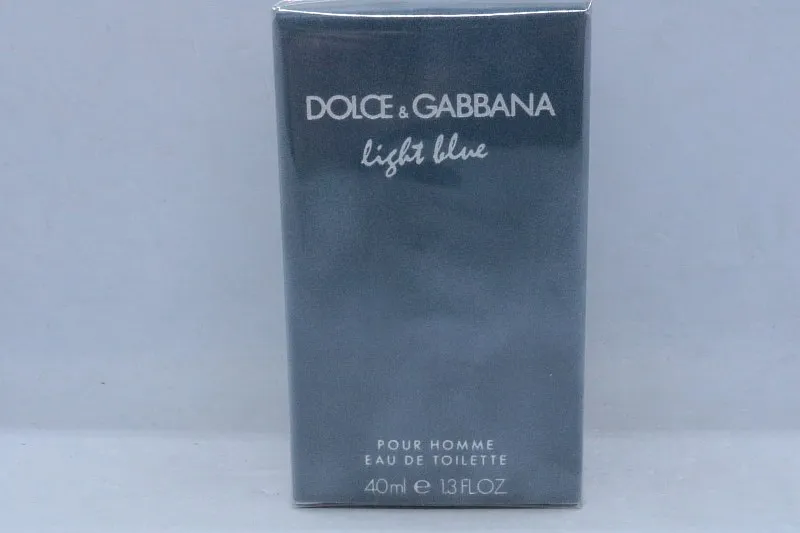 DOLCE & GABBANA
light blue
POUR HOMME
EAU DE TOILETTE
40ml e 1.3 FL.OZ